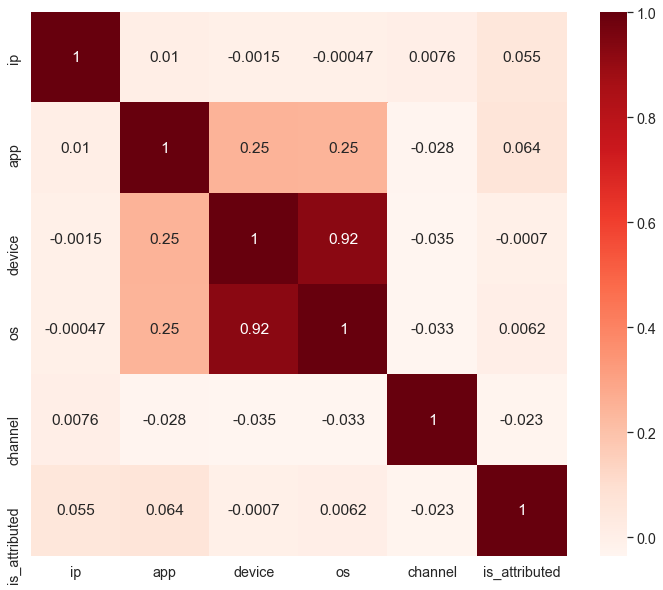 ip 1 0.01 -0.0015 -0.00047 0.0076 0.055
app 0.01 1 0.25 0.25 -0.028 0.064
device -0.0015 0.25 1 0.92 -0.035 -0.0007
os -0.00047 0.25 0.92 1 -0.033 0.0062
channel 0.0076 -0.028 -0.035 -0.033 1 -0.023
is_attributed 0.055 0.064 -0.0007 0.0062 -0.023 1
ip app device os channel is_attributed
1.0
0.8
0.6
0.4
0.2
0.0